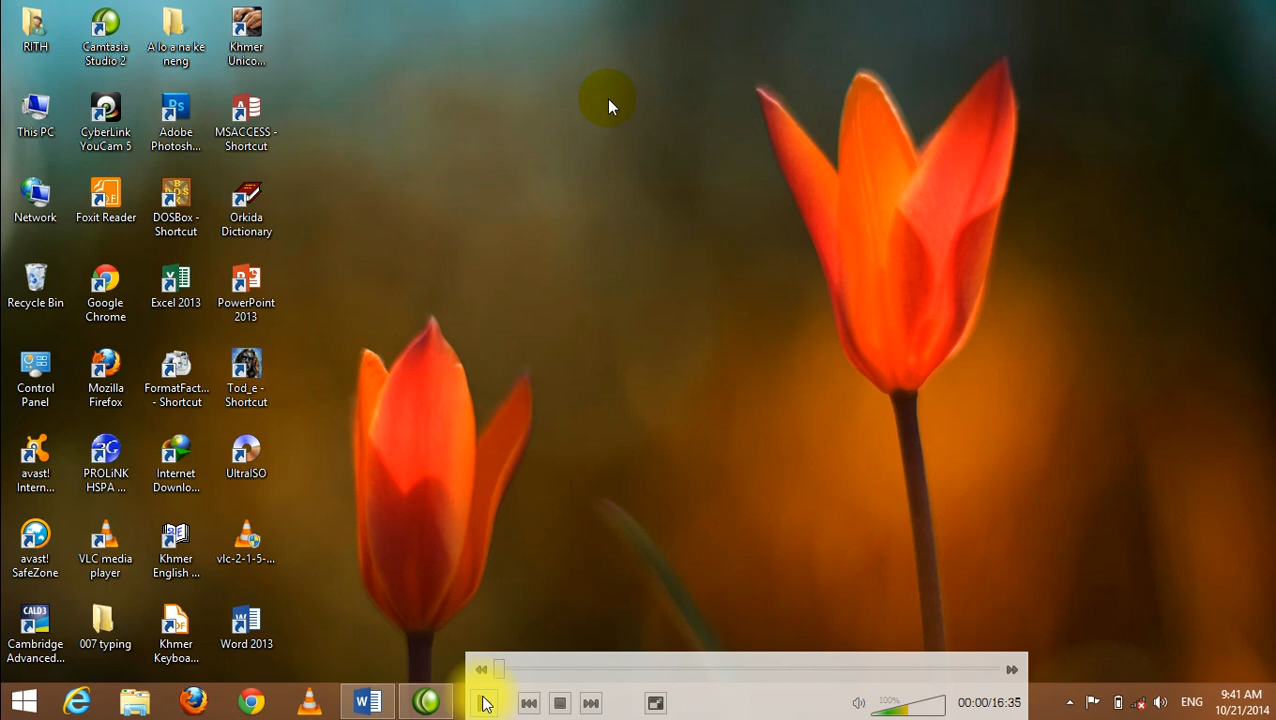 RITH
Camtasia
Studio 2
A lo a na ke
neng
Khmer
Unico...
This PC
CyberLink
YouCam 5
Adobe
Photosh...
MSACCESS -
Shortcut
Network
Foxit Reader
DOSBox -
Shortcut
Orkida
Dictionary
Recycle Bin
Google
Chrome
Excel 2013
PowerPoint
2013
Control
Panel
Mozilla
Firefox
FormatFact...
- Shortcut
Tod_e -
Shortcut
avast!
Intern...
PROLiNK
HSPA ...
Internet
Downlo...
UltraISO
avast!
SafeZone
VLC media
player
Khmer
English ...
vlc-2-1-5-...
CALD3
Cambridge
Advanced...
007 typing
Khmer
Keyboa...
Word 2013
100%
00:00/16:35
ENG
9:41 AM
10/21/2014